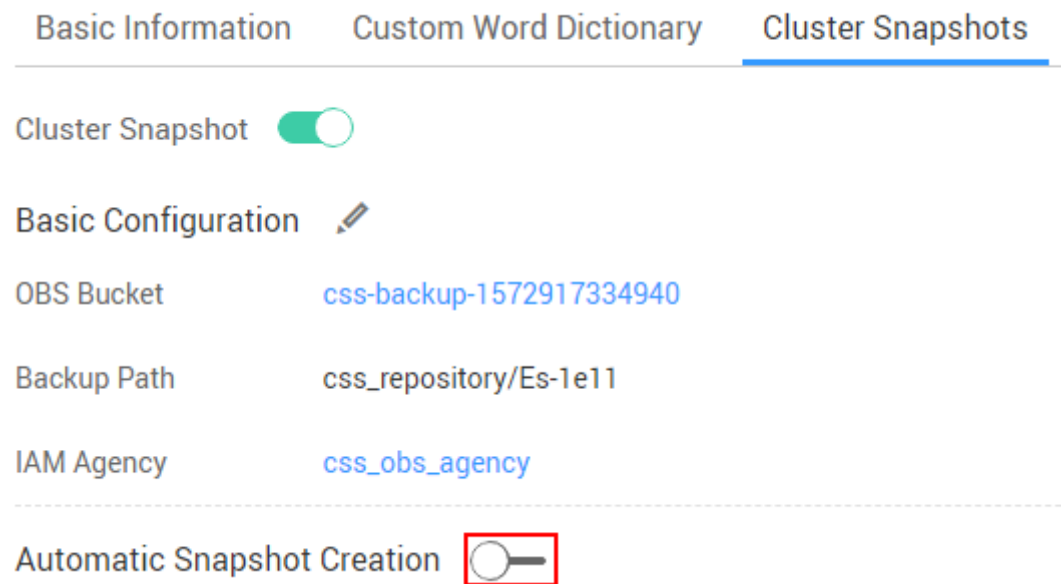 Basic Information Custom Word Dictionary Cluster Snapshots
Cluster Snapshot
Basic Configuration
OBS Bucket css-backup-1572917334940
Backup Path css_repository/Es-1e11
IAM Agency css_obs_agency
Automatic Snapshot Creation